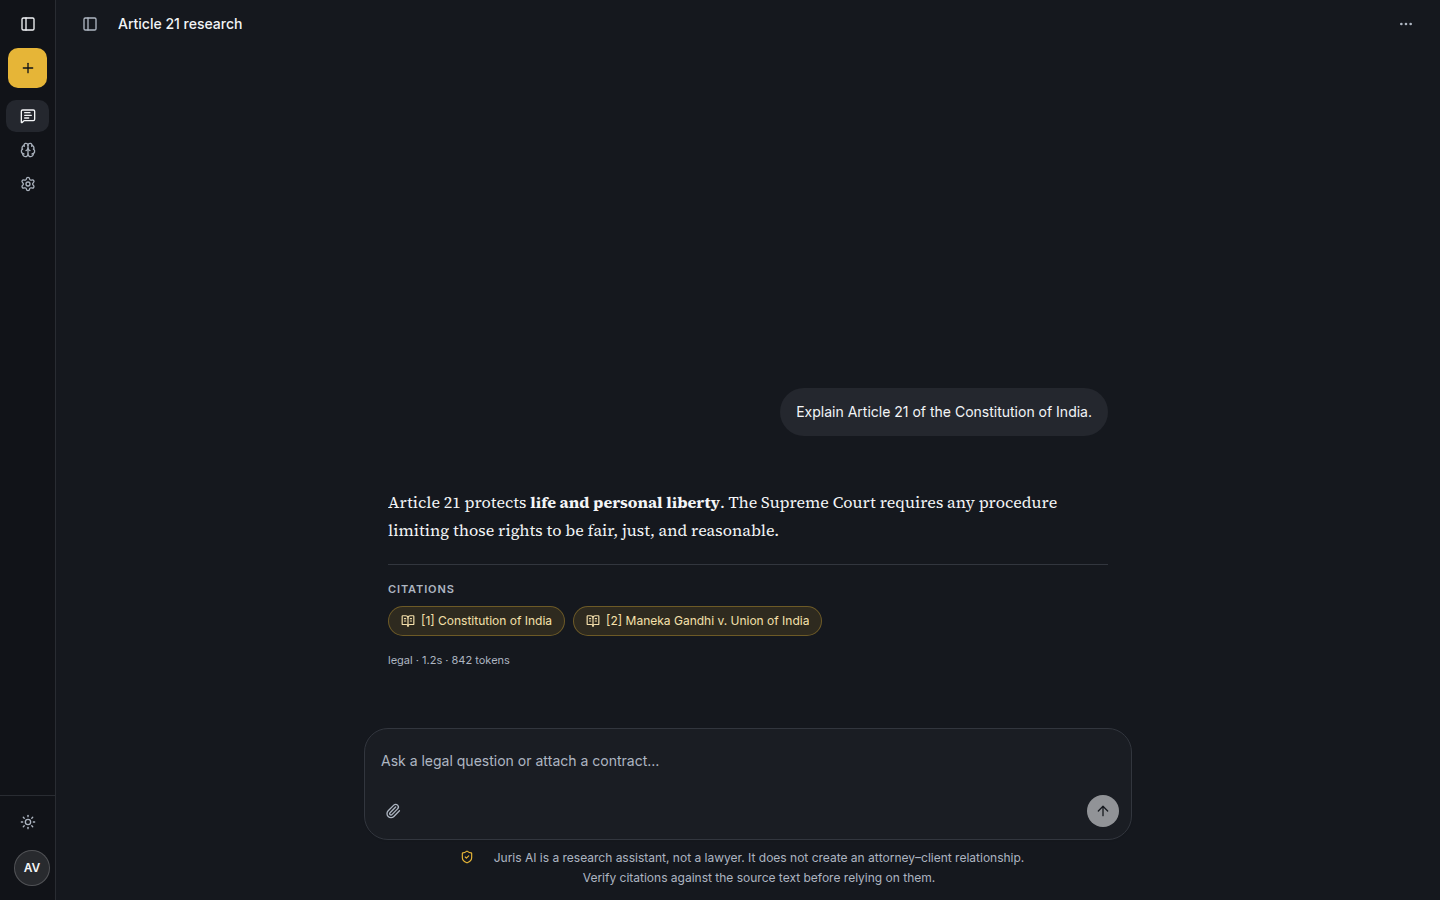 Article 21 research
Explain Article 21 of the Constitution of India.
Article 21 protects life and personal liberty. The Supreme Court requires any procedure
limiting those rights to be fair, just, and reasonable.
CITATIONS
[1] Constitution of India
[2] Maneka Gandhi v. Union of India
legal · 1.2s · 842 tokens
Ask a legal question or attach a contract...
AV
Juris AI is a research assistant, not a lawyer. It does not create an attorney–client relationship.
Verify citations against the source text before relying on them.